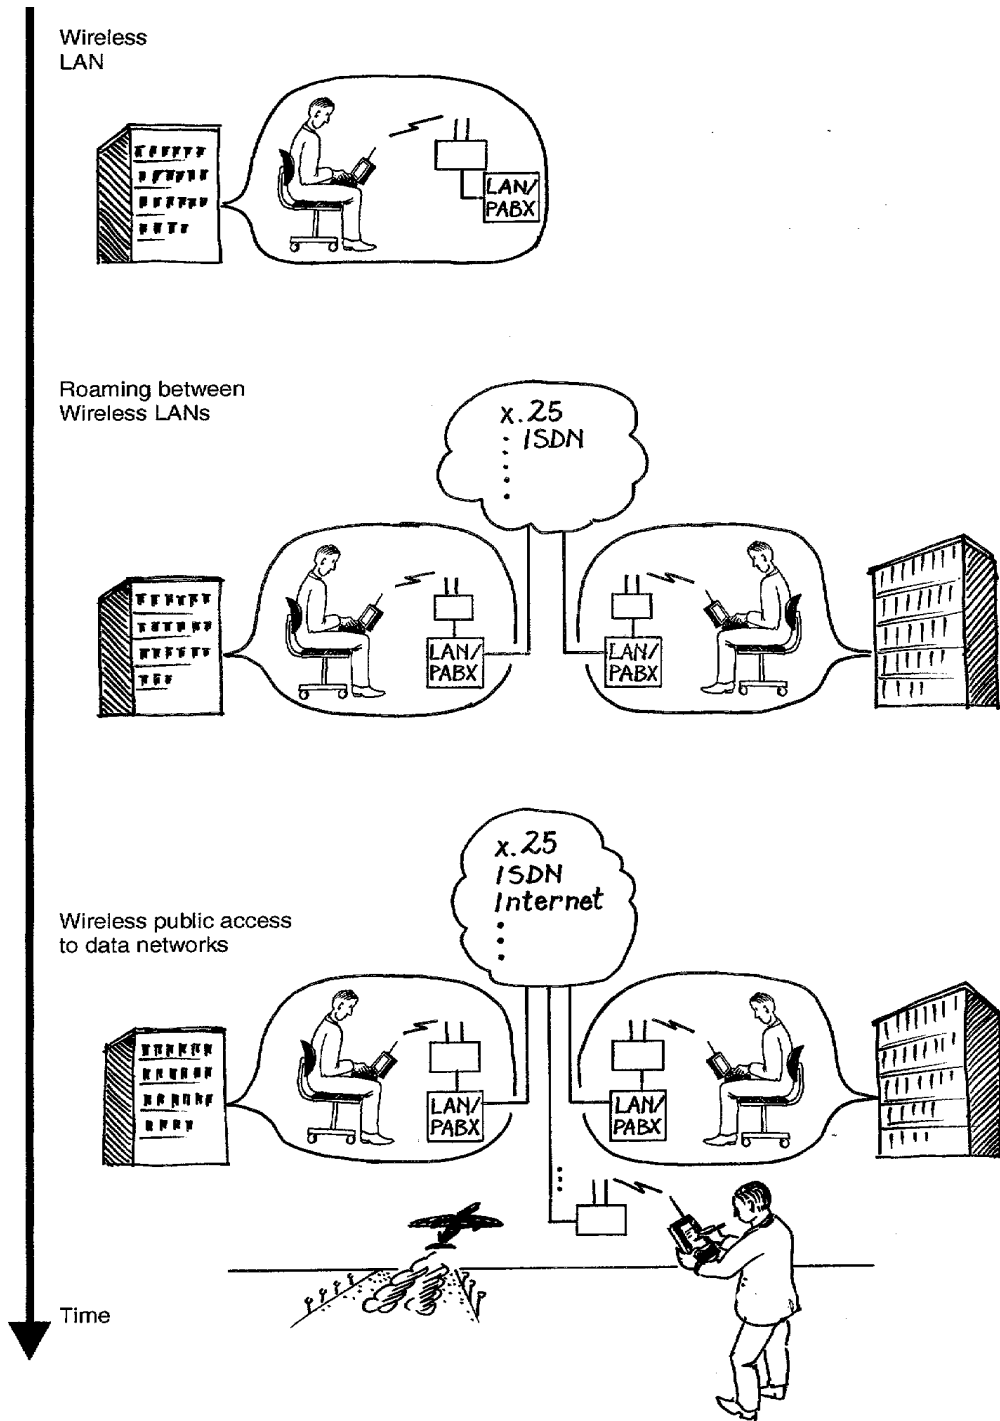 Wireless
LAN
LAN/
PABX
Roaming between
Wireless LANs
x.25
ISDN
LAN/
PABX
LAN/
PABX
Wireless public access
to data networks
x.25
ISDN
Internet
LAN/
PABX
LAN/
PABX
Time